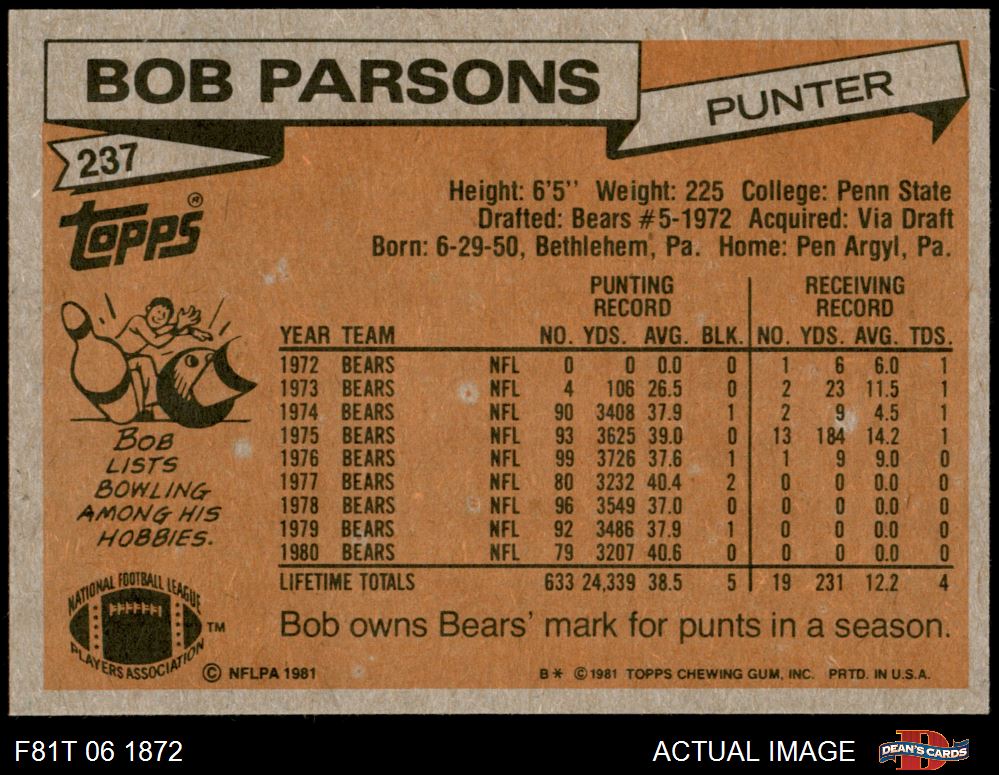 BOB PARSONS
PUNTER
237
TOPPS®
Height: 6'5'' Weight: 225 College: Penn State
Drafted: Bears #5-1972 Acquired: Via Draft
Born: 6-29-50, Bethlehem, Pa. Home: Pen Argyl, Pa.
PUNTING RECORD RECEIVING RECORD
YEAR TEAM NO. YDS. AVG. BLK. NO. YDS. AVG. TDS.
1972 BEARS NFL 0 0 0.0 0 1 6 6.0 1
1973 BEARS NFL 4 106 26.5 0 2 23 11.5 1
1974 BEARS NFL 90 3408 37.9 1 2 9 4.5 1
1975 BEARS NFL 93 3625 39.0 0 13 184 14.2 1
1976 BEARS NFL 99 3726 37.6 1 1 9 9.0 0
1977 BEARS NFL 80 3232 40.4 2 0 0 0.0 0
1978 BEARS NFL 96 3549 37.0 0 0 0 0.0 0
1979 BEARS NFL 92 3486 37.9 1 0 0 0.0 0
1980 BEARS NFL 79 3207 40.6 0 0 0 0.0 0
LIFETIME TOTALS 633 24,339 38.5 5 19 231 12.2 4
BOB
LISTS
BOWLING
AMONG HIS
HOBBIES.
NATIONAL FOOTBALL LEAGUE
PLAYERS ASSOCIATION ™
Bob owns Bears' mark for punts in a season.
© NFLPA 1981
B* © 1981 TOPPS CHEWING GUM, INC. PRTD. IN U.S.A.
F81T 06 1872
ACTUAL IMAGE
D
DEAN'S CARDS